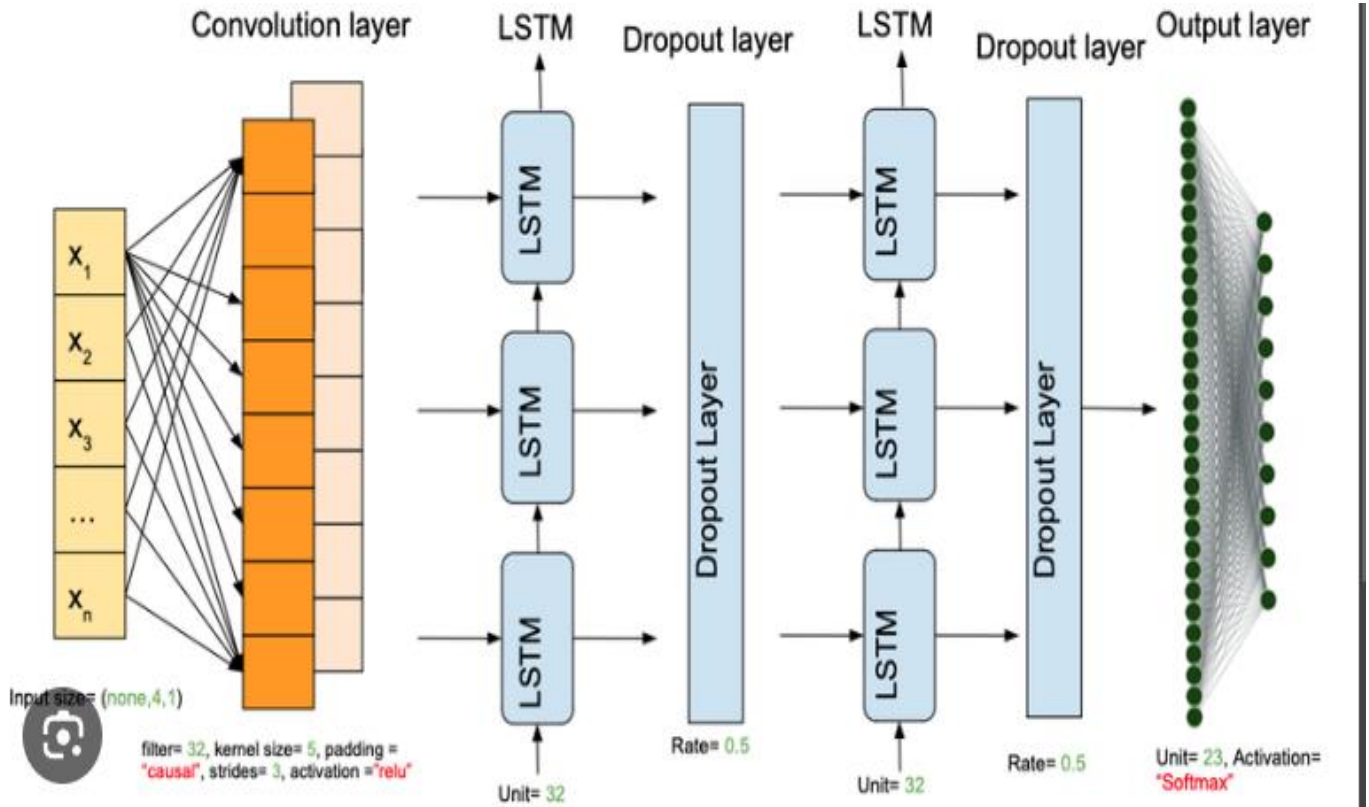 Convolution layer
LSTM
Dropout layer
LSTM
Dropout layer
Output layer
X1
X2
X3
...
Xn
LSTM
LSTM
LSTM
Dropout Layer
LSTM
LSTM
LSTM
Dropout Layer
Input size= (none,4,1)
filter= 32, kernel size= 5, padding =
"causal", strides= 3, activation ="relu"
Unit= 32
Rate= 0.5
Unit= 32
Rate= 0.5
Unit= 23, Activation=
"Softmax"